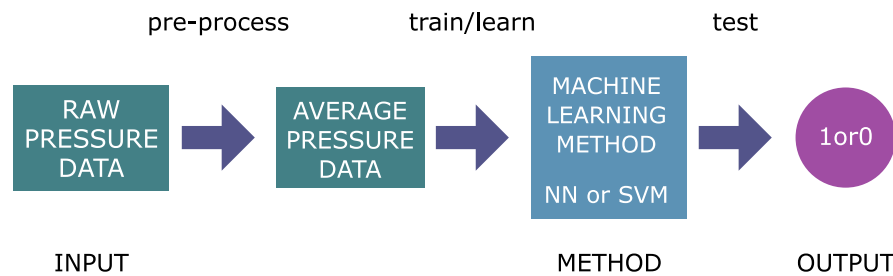 pre-process
train/learn
test
RAW
PRESSURE
DATA
AVERAGE
PRESSURE
DATA
MACHINE
LEARNING
METHOD
NN or SVM
1or0
INPUT
METHOD
OUTPUT